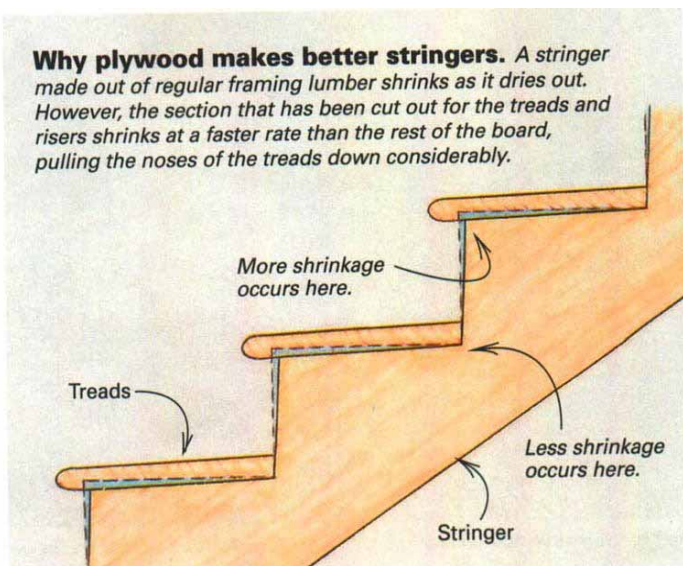 Why plywood makes better stringers. A stringer
made out of regular framing lumber shrinks as it dries out.
However, the section that has been cut out for the treads and
risers shrinks at a faster rate than the rest of the board,
pulling the noses of the treads down considerably.
More shrinkage
occurs here.
Treads
Less shrinkage
occurs here.
Stringer